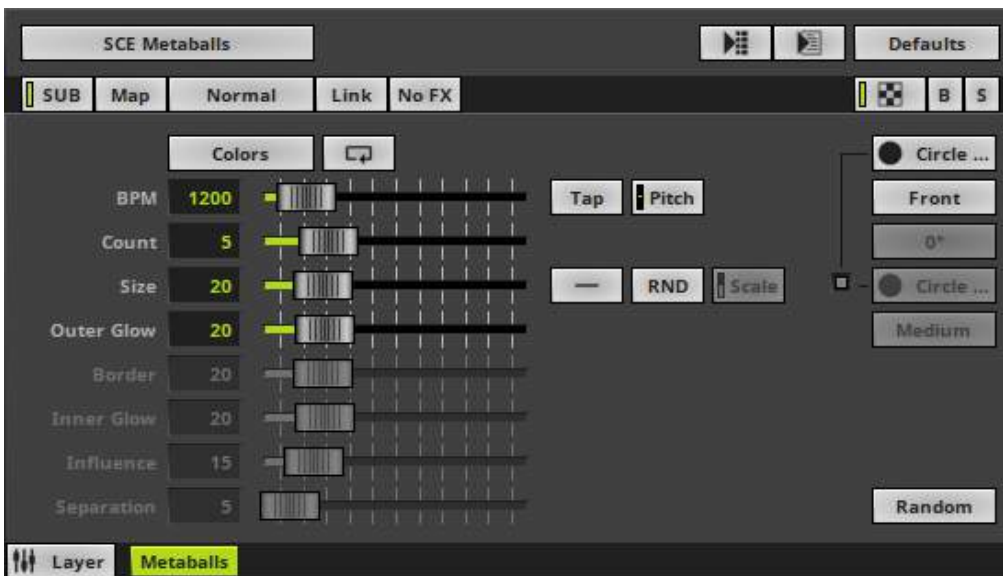 SCE Metaballs Defaults
SUB Map Normal Link No FX B S
Colors Circle ...
BPM 1200 Tap Pitch Front
Count 5 0°
Size 20 RND Scale Circle ...
Outer Glow 20 Medium
Border 20
Inner Glow 20
Influence 15
Separation 5 Random
Layer Metaballs